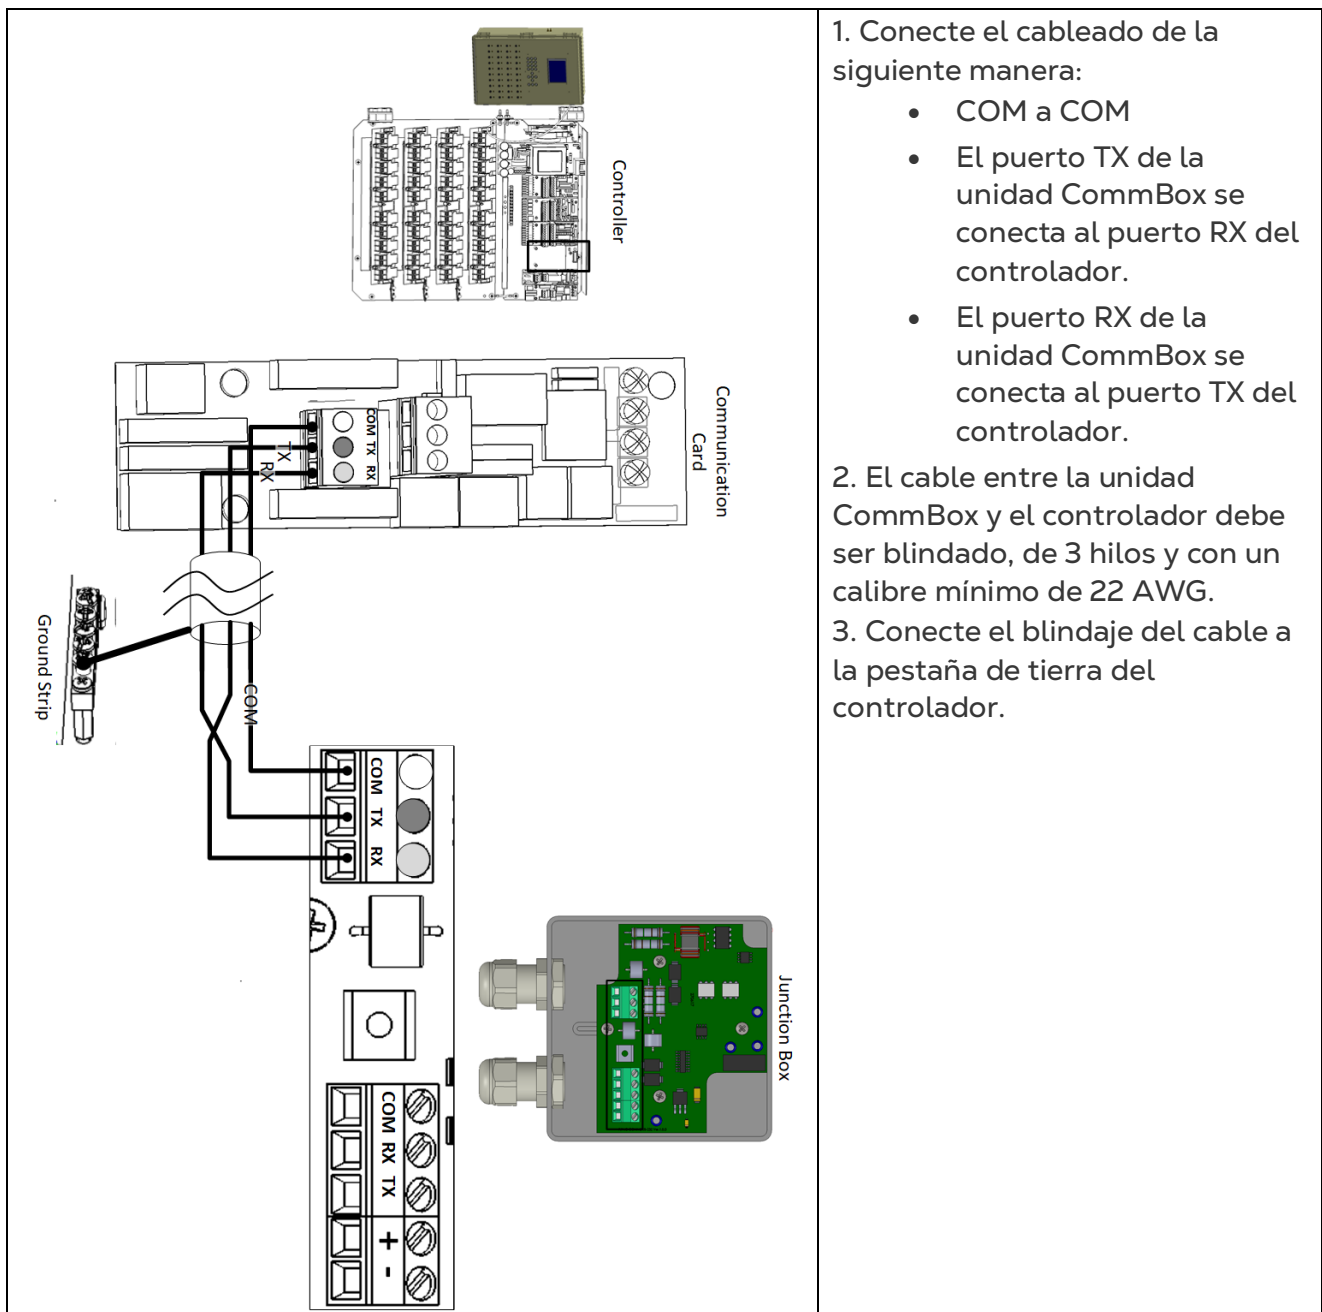 Controller
Communication
Card
COM TX RX
TX
RX
Ground Strip
COM
COM TX RX
Junction Box
COM RX TX + -
1. Conecte el cableado de la
siguiente manera:
• COM a COM
• El puerto TX de la
unidad CommBox se
conecta al puerto RX del
controlador.
• El puerto RX de la
unidad CommBox se
conecta al puerto TX del
controlador.
2. El cable entre la unidad
CommBox y el controlador debe
ser blindado, de 3 hilos y con un
calibre mínimo de 22 AWG.
3. Conecte el blindaje del cable a
la pestaña de tierra del
controlador.